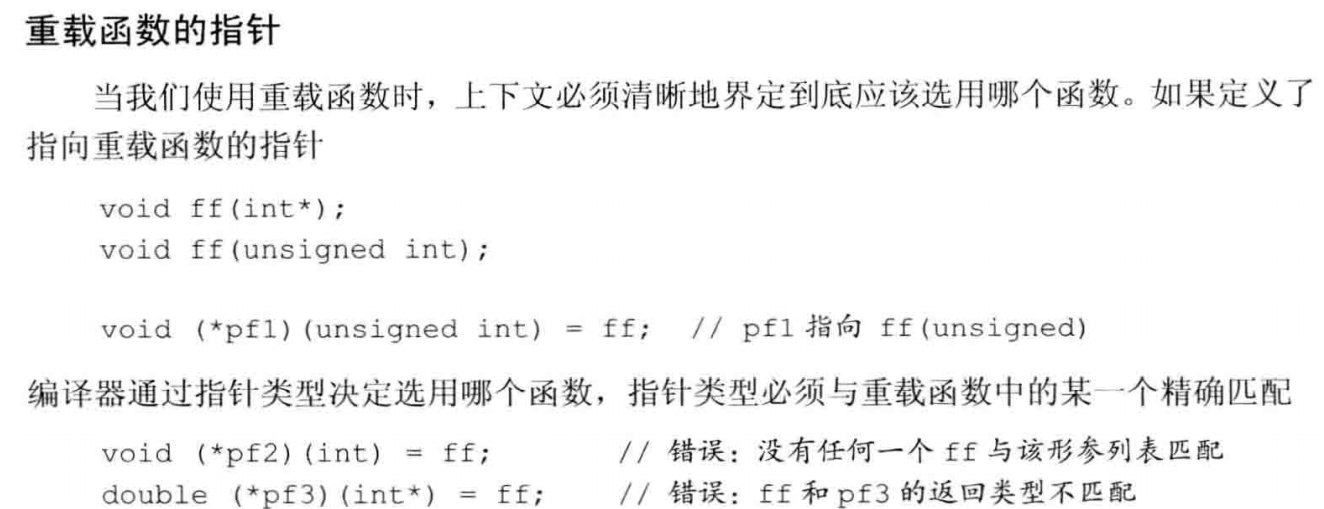 重载函数的指针
当我们使用重载函数时，上下文必须清晰地界定到底应该选用哪个函数。如果定义了
指向重载函数的指针
void ff(int*);
void ff(unsigned int);
void (*pf1)(unsigned int) = ff; // pf1 指向 ff(unsigned)
编译器通过指针类型决定选用哪个函数，指针类型必须与重载函数中的某一个精确匹配
void (*pf2)(int) = ff; // 错误：没有任何一个 ff 与该形参列表匹配
double (*pf3)(int*) = ff; // 错误：ff 和 pf3 的返回类型不匹配